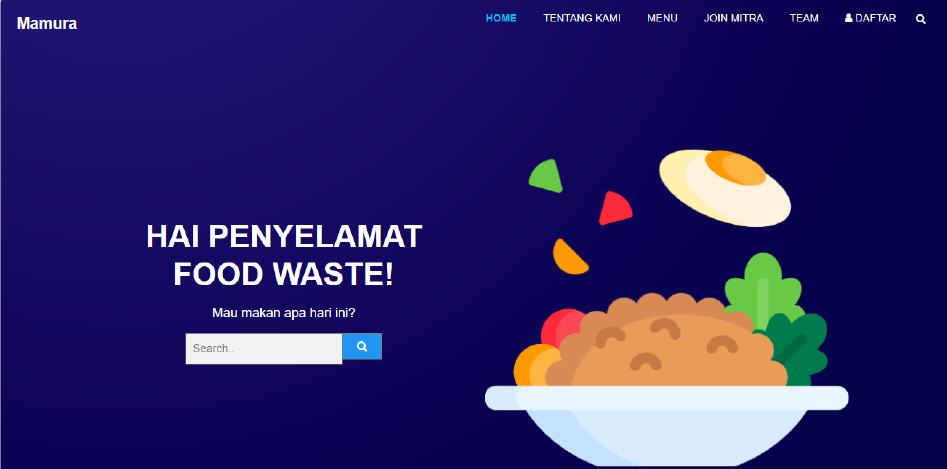 Mamura
HOME TENTANG KAMI MENU JOIN MITRA TEAM DAFTAR
HAI PENYELAMAT
FOOD WASTE!
Mau makan apa hari ini?
Search..